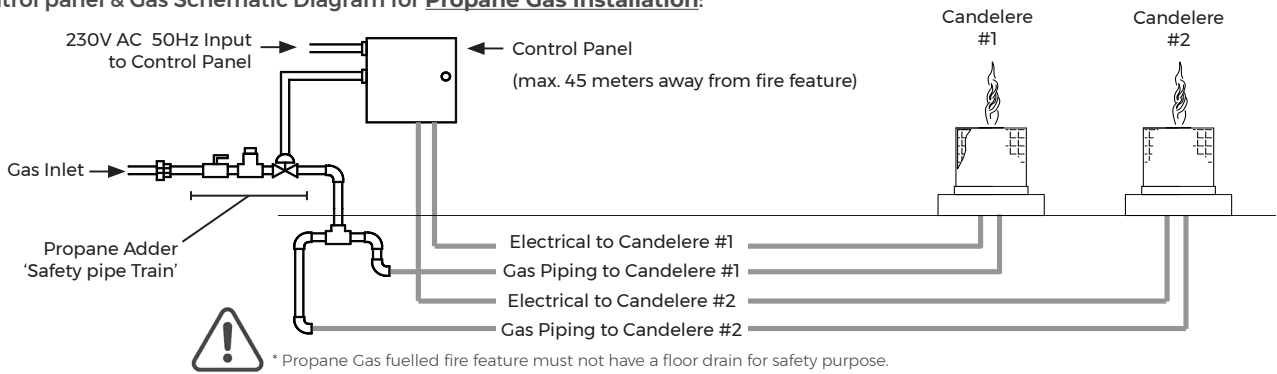 trol panel & Gas Schematic Diagram for Propane Gas Installation:
230V AC 50Hz Input
to Control Panel
Control Panel
(max. 45 meters away from fire feature)
Candelere
#1
Candelere
#2
Gas Inlet
Propane Adder
‘Safety pipe Train’
Electrical to Candelere #1
Gas Piping to Candelere #1
Electrical to Candelere #2
Gas Piping to Candelere #2
* Propane Gas fuelled fire feature must not have a floor drain for safety purpose.